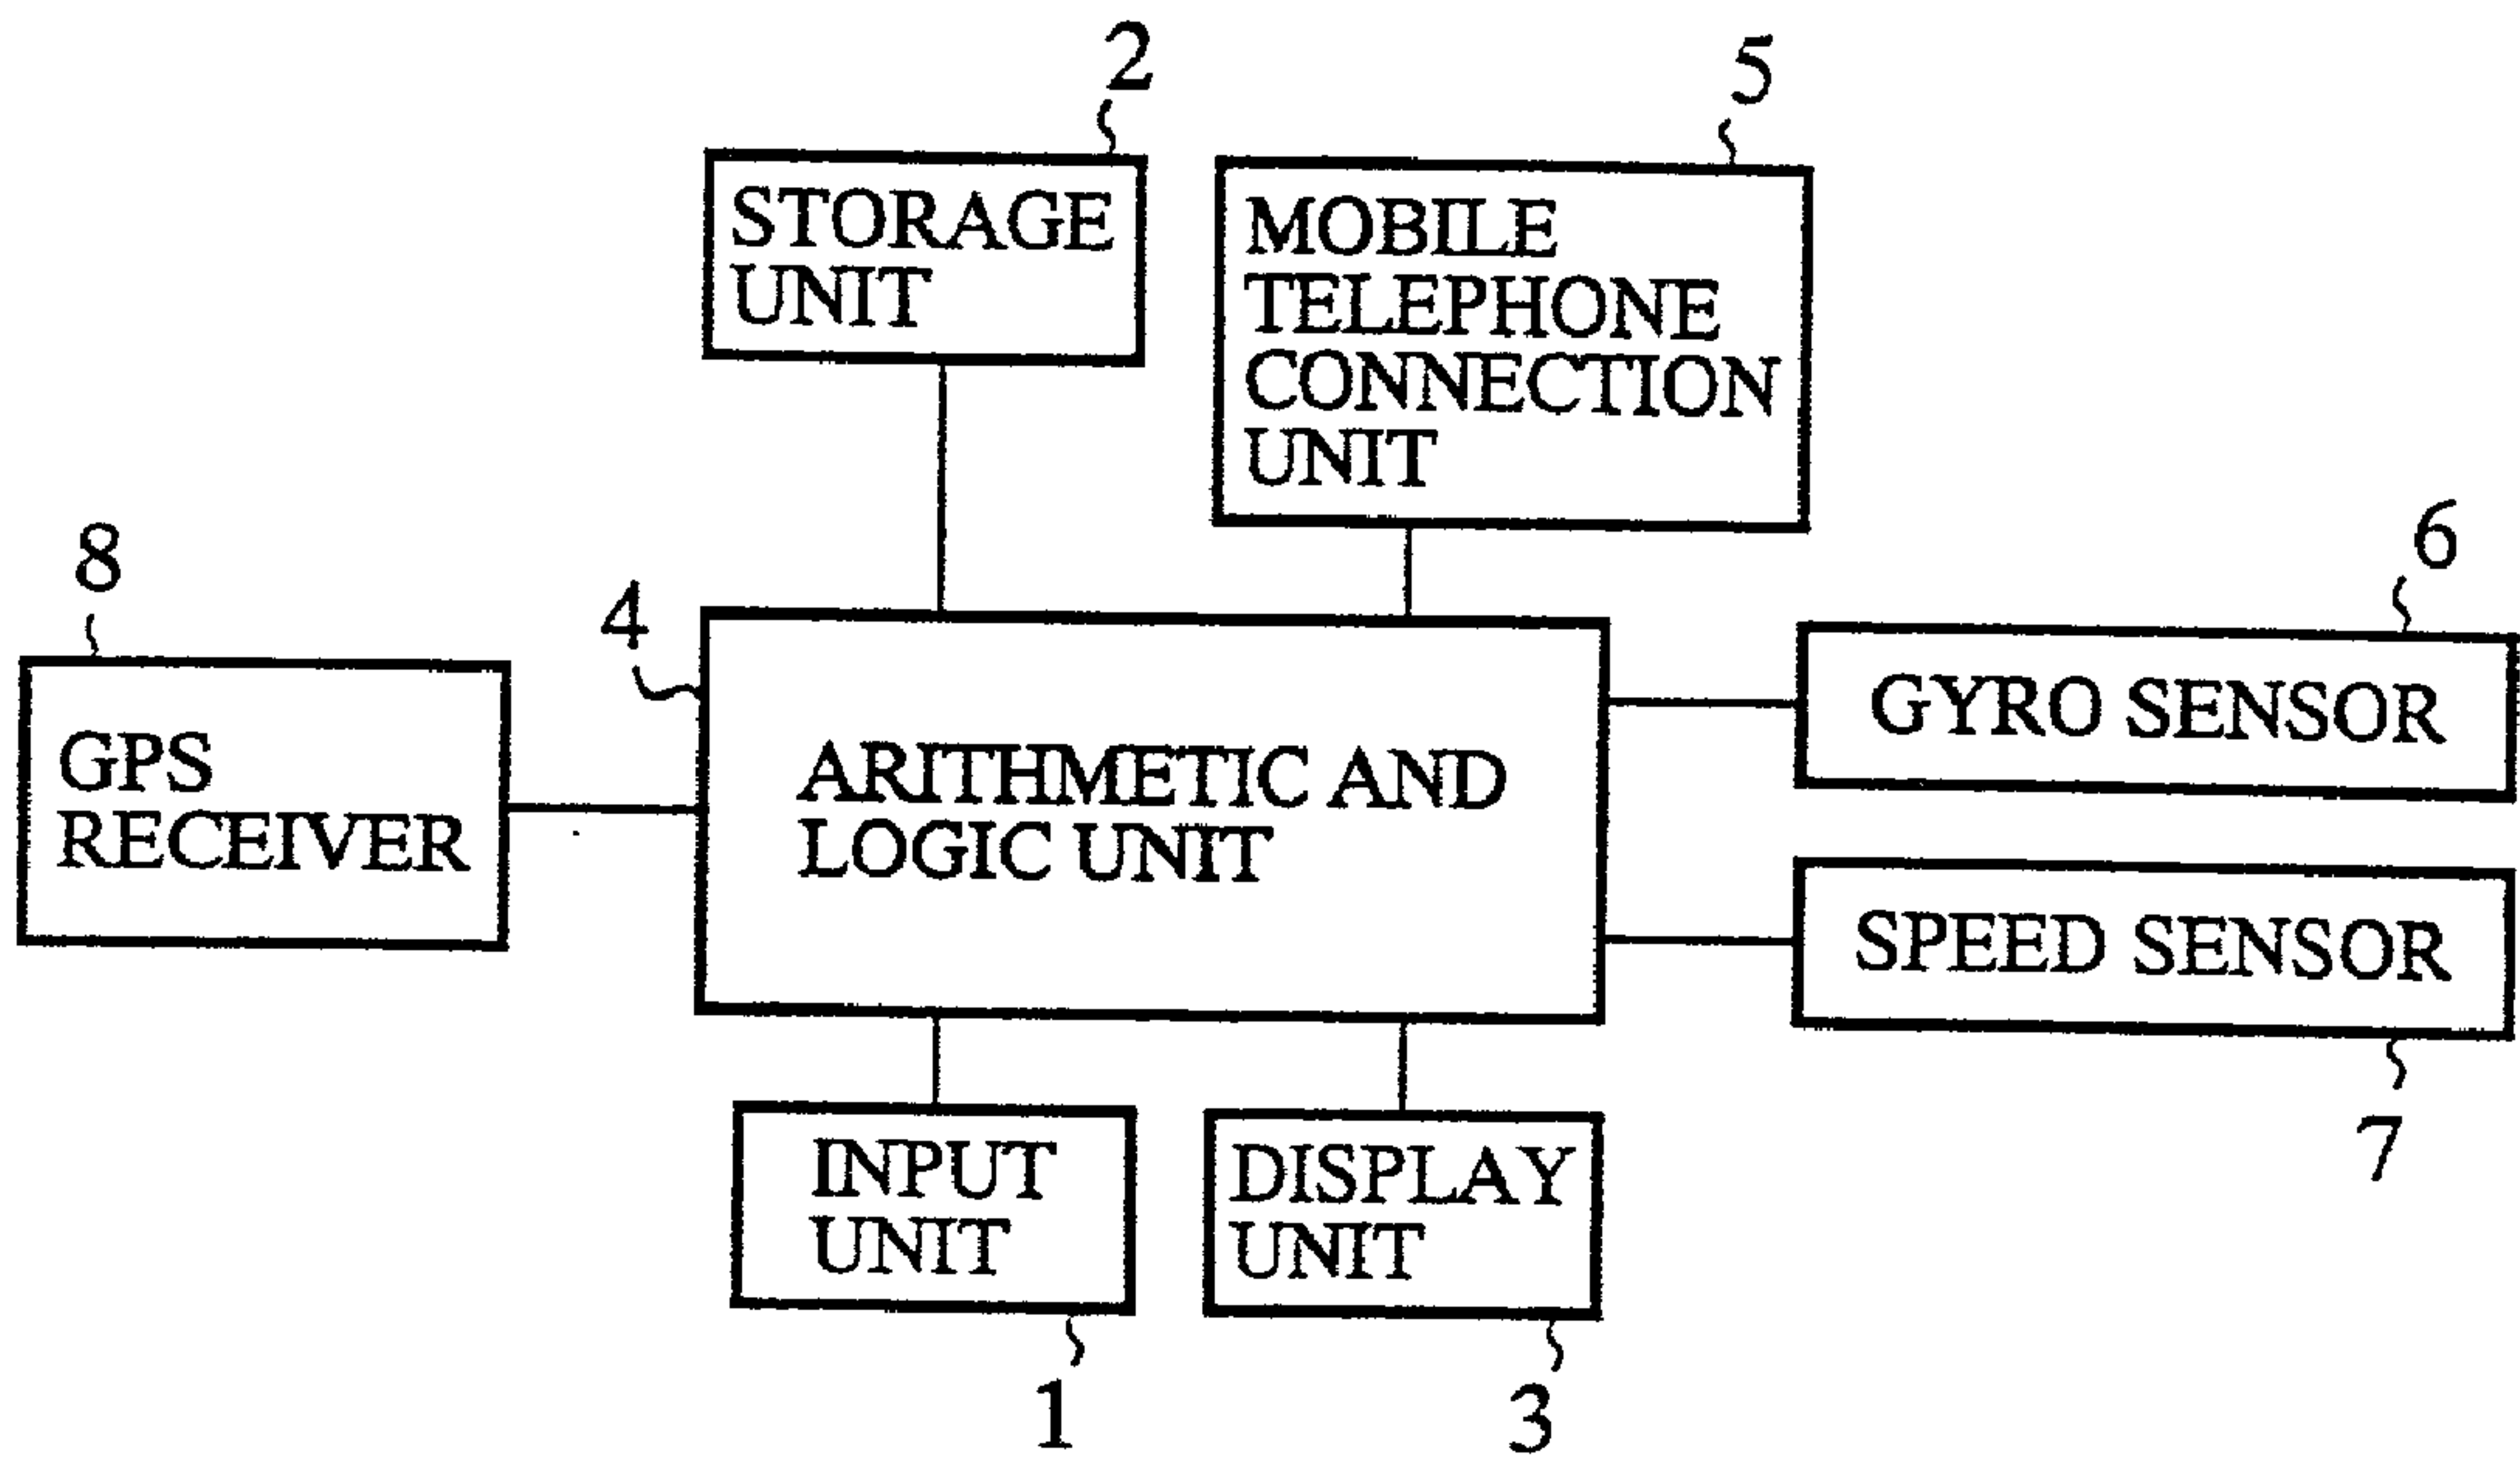 2
5
STORAGE
UNIT
MOBILE
TELEPHONE
CONNECTION
UNIT
8
4
6
GPS
RECEIVER
ARITHMETIC AND
LOGIC UNIT
GYRO SENSOR
SPEED SENSOR
7
INPUT
UNIT
DISPLAY
UNIT
1
3